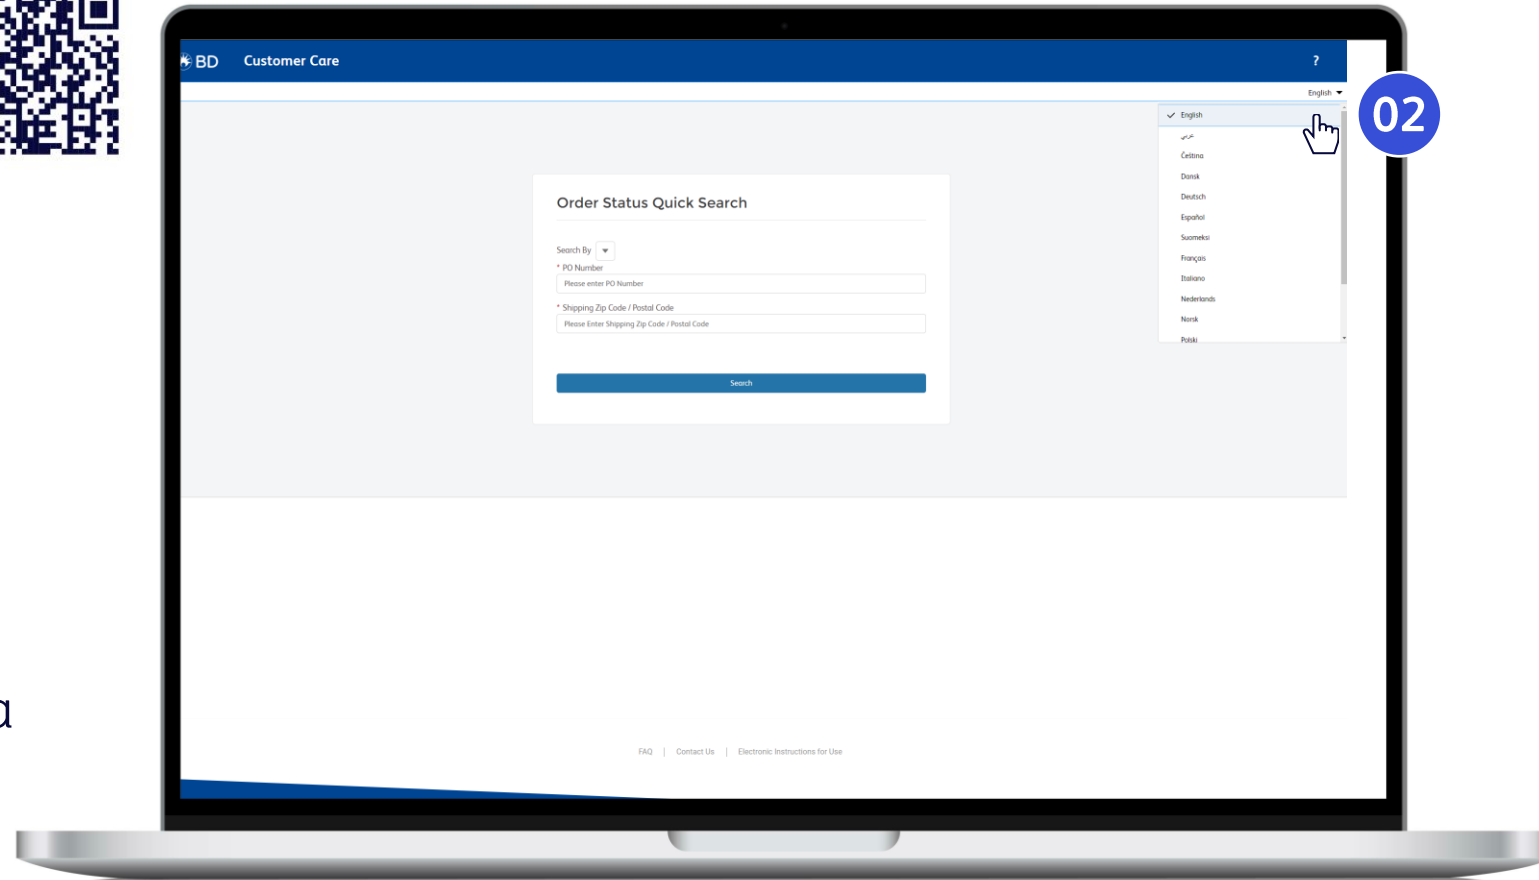 BD Customer Care ?
English
02
English
عربي
Čeština
Dansk
Deutsch
Español
Suomeksi
Français
Italiano
Nederlands
Norsk
Polski
Order Status Quick Search
Search By
* PO Number
Please enter PO Number
* Shipping Zip Code / Postal Code
Please Enter Shipping Zip Code / Postal Code
Search
a
FAQ | Contact Us | Electronic Instructions for Use